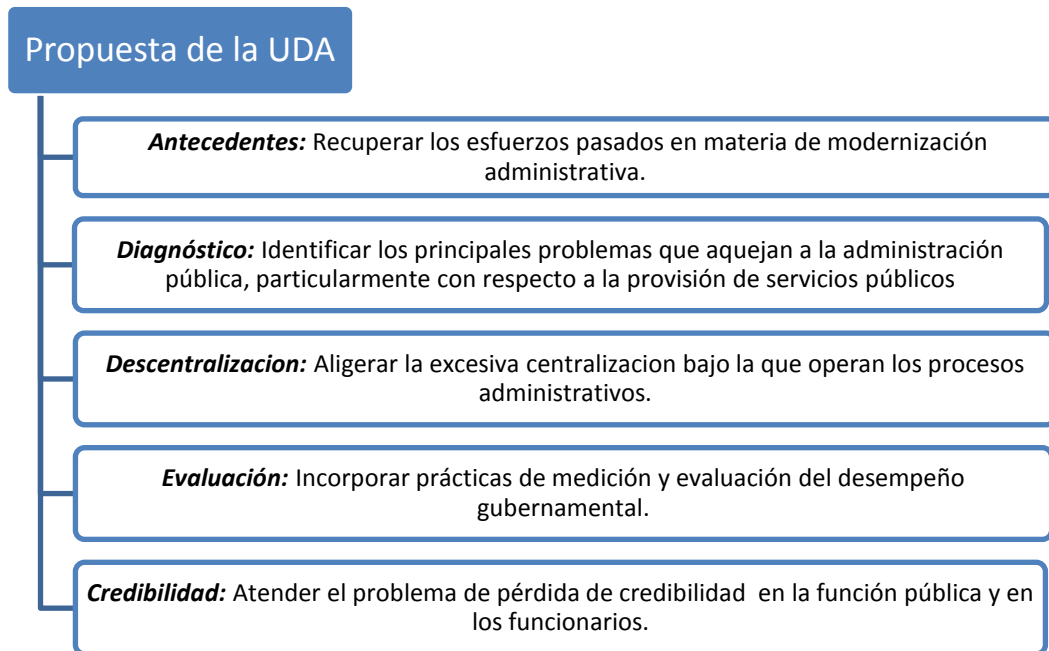 Propuesta de la UDA
Antecedentes: Recuperar los esfuerzos pasados en materia de modernización
administrativa.
Diagnóstico: Identificar los principales problemas que aquejan a la administración
pública, particularmente con respecto a la provisión de servicios públicos
Descentralizacion: Aligerar la excesiva centralizacion bajo la que operan los procesos
administrativos.
Evaluación: Incorporar prácticas de medición y evaluación del desempeño
gubernamental.
Credibilidad: Atender el problema de pérdida de credibilidad  en la función pública y en
los funcionarios.